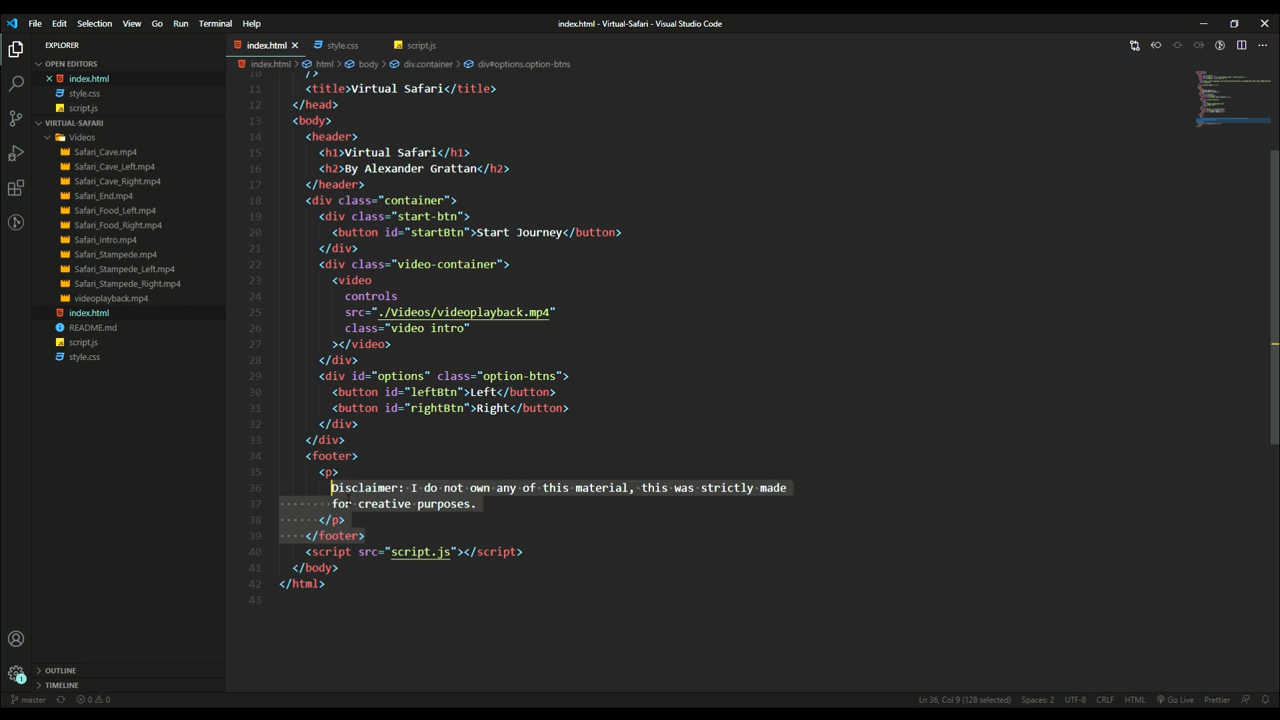 File Edit Selection View Go Run Terminal Help
index.html - Virtual-Safari - Visual Studio Code
EXPLORER
OPEN EDITORS
index.html
style.css
script.js
VIRTUAL-SAFARI
Videos
Safari_Cave.mp4
Safari_Cave_Left.mp4
Safari_Cave_Right.mp4
Safari_End.mp4
Safari_Food_Left.mp4
Safari_Food_Right.mp4
Safari_Intro.mp4
Safari_Stampede.mp4
Safari_Stampede_Left.mp4
Safari_Stampede_Right.mp4
videoplayback.mp4
index.html
README.md
script.js
style.css
OUTLINE
TIMELINE
index.html style.css script.js
index.html > html > body > div.container > div#options.option-btns
10 />
11 <title>Virtual Safari</title>
12 </head>
13 <body>
14 <header>
15 <h1>Virtual Safari</h1>
16 <h2>By Alexander Grattan</h2>
17 </header>
18 <div class="container">
19 <div class="start-btn">
20 <button id="startBtn">Start Journey</button>
21 </div>
22 <div class="video-container">
23 <video
24 controls
25 src="./Videos/videoplayback.mp4"
26 class="video intro"
27 ></video>
28 </div>
29 <div id="options" class="option-btns">
30 <button id="leftBtn">Left</button>
31 <button id="rightBtn">Right</button>
32 </div>
33 </div>
34 <footer>
35 <p>
36 Disclaimer: I do not own any of this material, this was strictly made
37 for creative purposes.
38 </p>
39 </footer>
40 <script src="script.js"></script>
41 </body>
42 </html>
43
master 0 0 Ln 36, Col 9 (128 selected) Spaces: 2 UTF-8 CRLF HTML Go Live Prettier